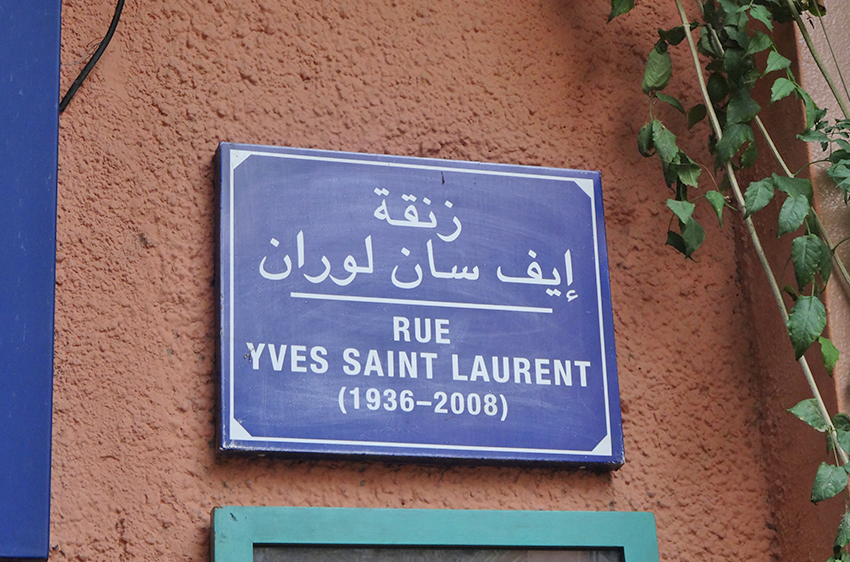 زنقة
إيف سان لوران
RUE
YVES SAINT LAURENT
(1936–2008)